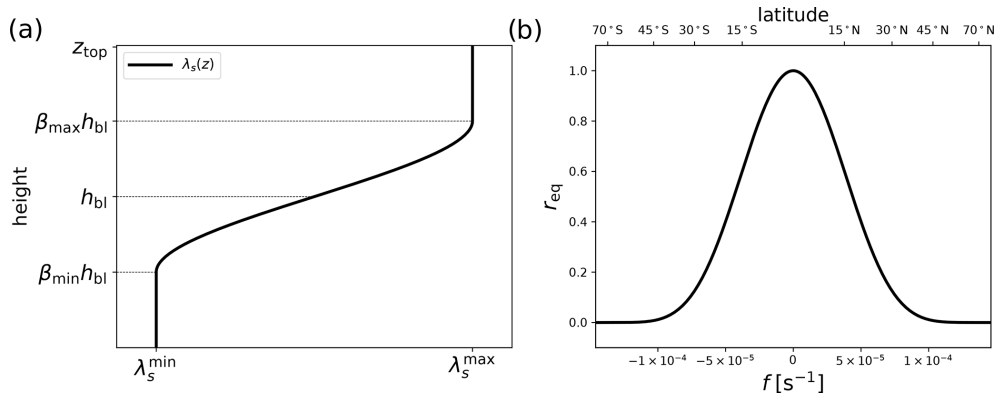 (a)
z_top
λ_s(z)
β_max h_bl
h_bl
β_min h_bl
height
λ_s^min λ_s^max
(b)
latitude
70°S 45°S 30°S 15°S 15°N 30°N 45°N 70°N
1.0
0.8
0.6
0.4
0.2
0.0
r_eq
−1×10⁻⁴ −5×10⁻⁵ 0 5×10⁻⁵ 1×10⁻⁴
f [s⁻¹]